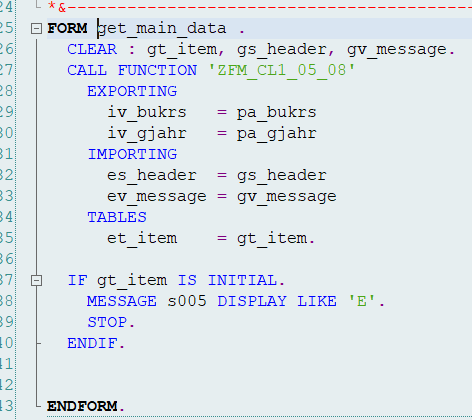 24 *&---------------------------------------------------------------------
25 FORM get_main_data .
26 CLEAR : gt_item, gs_header, gv_message.
27 CALL FUNCTION 'ZFM_CL1_05_08'
28 EXPORTING
29 iv_bukrs = pa_bukrs
30 iv_gjahr = pa_gjahr
31 IMPORTING
32 es_header = gs_header
33 ev_message = gv_message
34 TABLES
35 et_item = gt_item.
36
37 IF gt_item IS INITIAL.
38 MESSAGE s005 DISPLAY LIKE 'E'.
39 STOP.
40 ENDIF.
41
42
43 ENDFORM.